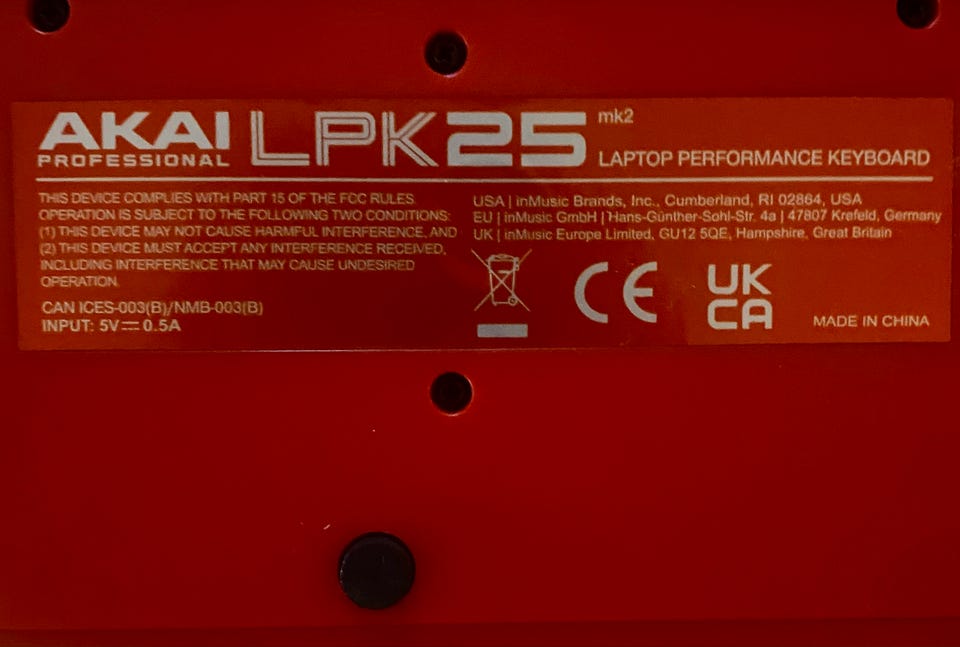 AKAI
PROFESSIONAL
LPK25 mk2
LAPTOP PERFORMANCE KEYBOARD
THIS DEVICE COMPLIES WITH PART 15 OF THE FCC RULES
OPERATION IS SUBJECT TO THE FOLLOWING TWO CONDITIONS:
(1) THIS DEVICE MAY NOT CAUSE HARMFUL INTERFERENCE, AND
(2) THIS DEVICE MUST ACCEPT ANY INTERFERENCE RECEIVED,
INCLUDING INTERFERENCE THAT MAY CAUSE UNDESIRED
OPERATION.
CAN ICES-003(B)/NMB-003(B)
INPUT: 5V⎓0.5A
USA | inMusic Brands, Inc., Cumberland, RI 02864, USA
EU | inMusic GmbH | Hans-Günther-Sohl-Str. 4a | 47807 Krefeld, Germany
UK | inMusic Europe Limited, GU12 5QE, Hampshire, Great Britain
CE
UK
CA
MADE IN CHINA